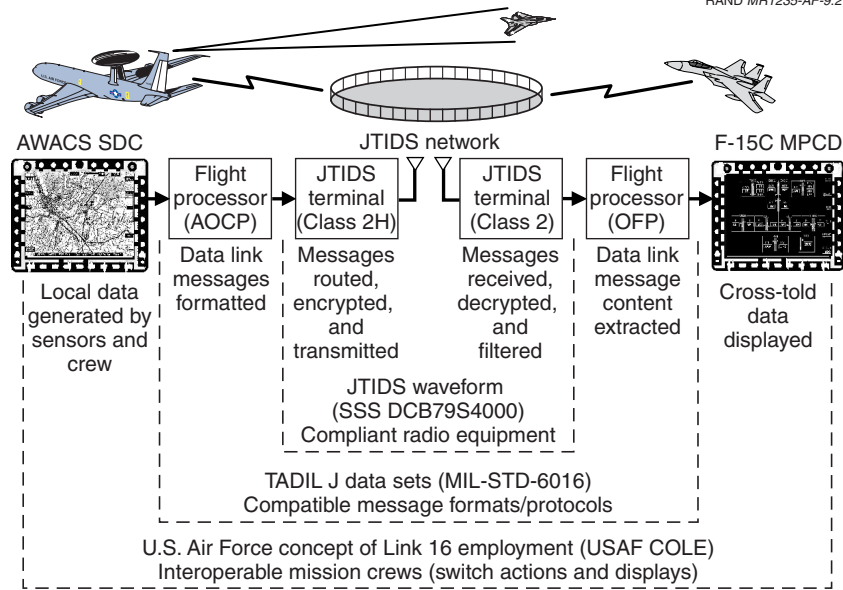 RAND MR1235-AF-9.2
U.S. AIR FORCE
AWACS SDC
JTIDS network
F-15C MPCD
Flight
processor
(AOCP)
JTIDS
terminal
(Class 2H)
JTIDS
terminal
(Class 2)
Flight
processor
(OFP)
Local data
generated by
sensors and
crew
Data link
messages
formatted
Messages
routed,
encrypted,
and
transmitted
Messages
received,
decrypted,
and
filtered
Data link
message
content
extracted
Cross-told
data
displayed
JTIDS waveform
(SSS DCB79S4000)
Compliant radio equipment
TADIL J data sets (MIL-STD-6016)
Compatible message formats/protocols
U.S. Air Force concept of Link 16 employment (USAF COLE)
Interoperable mission crews (switch actions and displays)